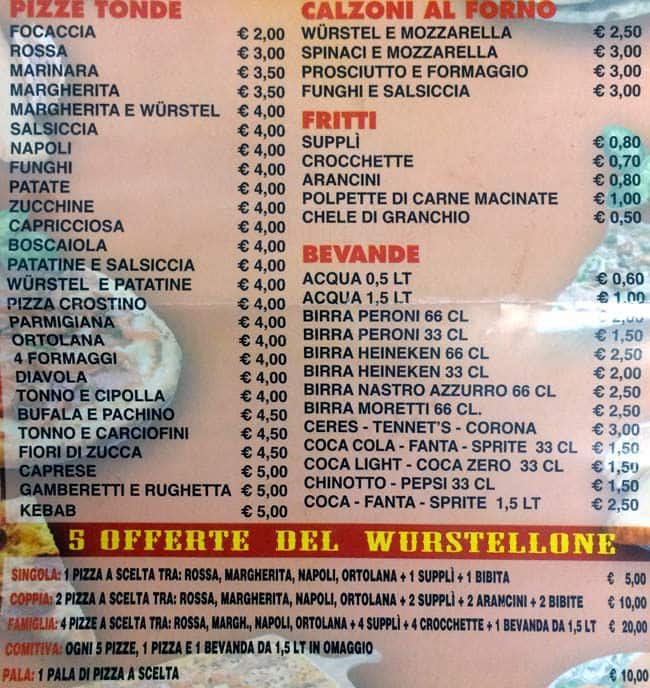 PIZZE TONDE
FOCACCIA € 2,00
ROSSA € 3,00
MARINARA € 3,50
MARGHERITA € 3,50
MARGHERITA E WÜRSTEL € 4,00
SALSICCIA € 4,00
NAPOLI € 4,00
FUNGHI € 4,00
PATATE € 4,00
ZUCCHINE € 4,00
CAPRICCIOSA € 4,00
BOSCAIOLA € 4,00
PATATINE E SALSICCIA € 4,00
WÜRSTEL E PATATINE € 4,00
PIZZA CROSTINO € 4,00
PARMIGIANA € 4,00
ORTOLANA € 4,00
4 FORMAGGI € 4,00
DIAVOLA € 4,00
TONNO E CIPOLLA € 4,00
BUFALA E PACHINO € 4,50
TONNO E CARCIOFINI € 4,50
FIORI DI ZUCCA € 4,50
CAPRESE € 5,00
GAMBERETTI E RUGHETTA € 5,00
KEBAB € 5,00
CALZONI AL FORNO
WÜRSTEL E MOZZARELLA € 2,50
SPINACI E MOZZARELLA € 3,00
PROSCIUTTO E FORMAGGIO € 3,00
FUNGHI E SALSICCIA € 3,00
FRITTI
SUPPLÌ € 0,80
CROCCHETTE € 0,70
ARANCINI € 0,80
POLPETTE DI CARNE MACINATE € 1,00
CHELE DI GRANCHIO € 0,50
BEVANDE
ACQUA 0,5 LT € 0,60
ACQUA 1,5 LT € 1,00
BIRRA PERONI 66 CL € 2,00
BIRRA PERONI 33 CL € 1,50
BIRRA HEINEKEN 66 CL € 2,50
BIRRA HEINEKEN 33 CL € 2,00
BIRRA NASTRO AZZURRO 66 CL € 2,50
BIRRA MORETTI 66 CL. € 2,50
CERES - TENNET'S - CORONA € 3,00
COCA COLA - FANTA - SPRITE 33 CL € 1,50
COCA LIGHT - COCA ZERO 33 CL € 1,50
CHINOTTO - PEPSI 33 CL € 1,50
COCA - FANTA - SPRITE 1,5 LT € 2,50
5 OFFERTE DEL WURSTELLONE
SINGOLA: 1 PIZZA A SCELTA TRA: ROSSA, MARGHERITA, NAPOLI, ORTOLANA + 1 SUPPLÌ + 1 BIBITA € 5,00
COPPIA: 2 PIZZA A SCELTA TRA: ROSSA, MARGHERITA, NAPOLI, ORTOLANA + 2 SUPPLÌ + 2 ARANCINI + 2 BIBITE € 10,00
FAMIGLIA: 4 PIZZE A SCELTA TRA: ROSSA, MARGH., NAPOLI, ORTOLANA + 4 SUPPLÌ + 4 CROCCHETTE + 1 BEVANDA DA 1,5 LT € 20,00
COMITIVA: OGNI 5 PIZZE, 1 PIZZA E 1 BEVANDA DA 1,5 LT IN OMAGGIO
PALA: 1 PALA DI PIZZA A SCELTA € 10,00